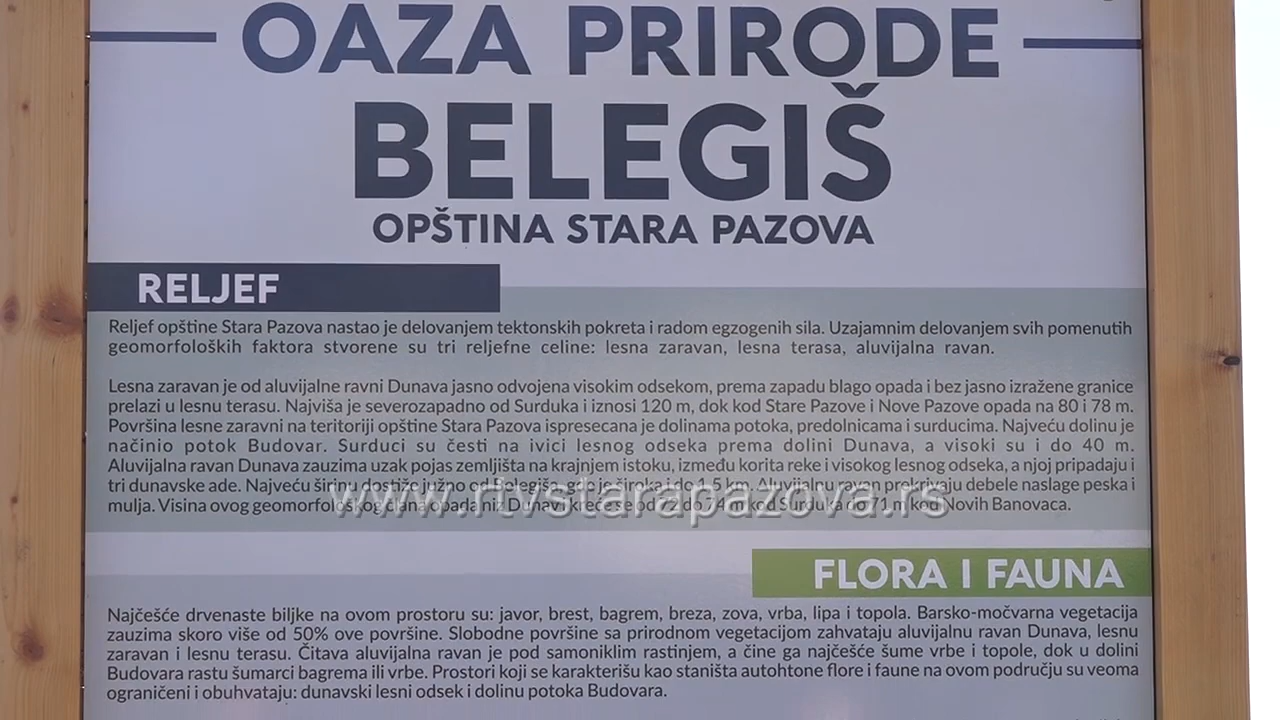 OAZA PRIRODE
BELEGIŠ
OPŠTINA STARA PAZOVA
RELJEF
Reljef opštine Stara Pazova nastao je delovanjem tektonskih pokreta i radom egzogenih sila. Uzajamnim delovanjem svih pomenutih
geomorfoloških faktora stvorene su tri reljefne celine: lesna zaravan, lesna terasa, aluvijalna ravan.
Lesna zaravan je od aluvijalne ravni Dunava jasno odvojena visokim odsekom, prema zapadu blago opada i bez jasno izražene granice
prelazi u lesnu terasu. Najviša je severozapadno od Surduka i iznosi 120 m, dok kod Stare Pazove i Nove Pazove opada na 80 i 78 m.
Površina lesne zaravni na teritoriji opštine Stara Pazova ispresecana je dolinama potoka, predolnicama i surducima. Najveću dolinu je
načinio potok Budovar. Surduci su česti na ivici lesnog odseka prema dolini Dunava, a visoki su i do 40 m.
Aluvijalna ravan Dunava zauzima uzak pojas zemljišta na krajnjem istoku, između korita reke i visokog lesnog odseka, a njoj pripadaju i
tri dunavske ade. Najveću širinu dostiže južno od Belegiša, gde je široka i do 1,5 km. Aluvijalnu ravan prekrivaju debele naslage peska i
mulja. Visina ovog geomorfološkog člana opada niz Dunav i kreće se od 72 do 74 m kod Surduka do 71 m kod Novih Banovaca.
www.rtvstarapazova.rs
FLORA I FAUNA
Najčešće drvenaste biljke na ovom prostoru su: javor, brest, bagrem, breza, zova, vrba, lipa i topola. Barsko-močvarna vegetacija
zauzima skoro više od 50% ove površine. Slobodne površine sa prirodnom vegetacijom zahvataju aluvijalnu ravan Dunava, lesnu
zaravan i lesnu terasu. Čitava aluvijalna ravan je pod samoniklim rastinjem, a čine ga najčešće šume vrbe i topole, dok u dolini
Budovara rastu šumarci bagrema ili vrbe. Prostori koji se karakterišu kao staništa autohtone flore i faune na ovom području su veoma
ograničeni i obuhvataju: dunavski lesni odsek i dolinu potoka Budovara.